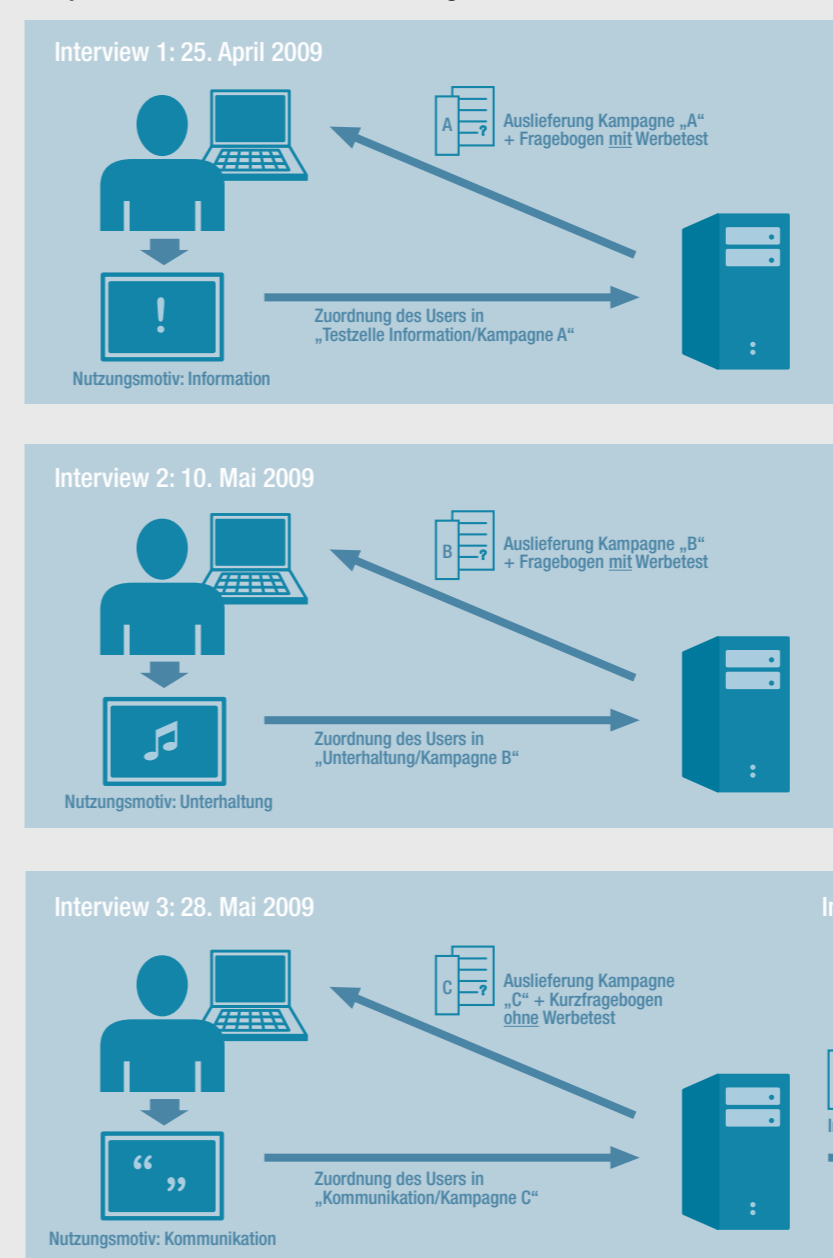 Interview 1: 25. April 2009
A
?
Auslieferung Kampagne „A“
+ Fragebogen mit Werbetest
!
Zuordnung des Users in
„Testzelle Information/Kampagne A“
Nutzungsmotiv: Information
Interview 2: 10. Mai 2009
B
?
Auslieferung Kampagne „B“
+ Fragebogen mit Werbetest
Zuordnung des Users in
„Unterhaltung/Kampagne B“
Nutzungsmotiv: Unterhaltung
Interview 3: 28. Mai 2009
C
?
Auslieferung Kampagne
„C“ + Kurzfragebogen
ohne Werbetest
“ „
Zuordnung des Users in
„Kommunikation/Kampagne C“
Nutzungsmotiv: Kommunikation